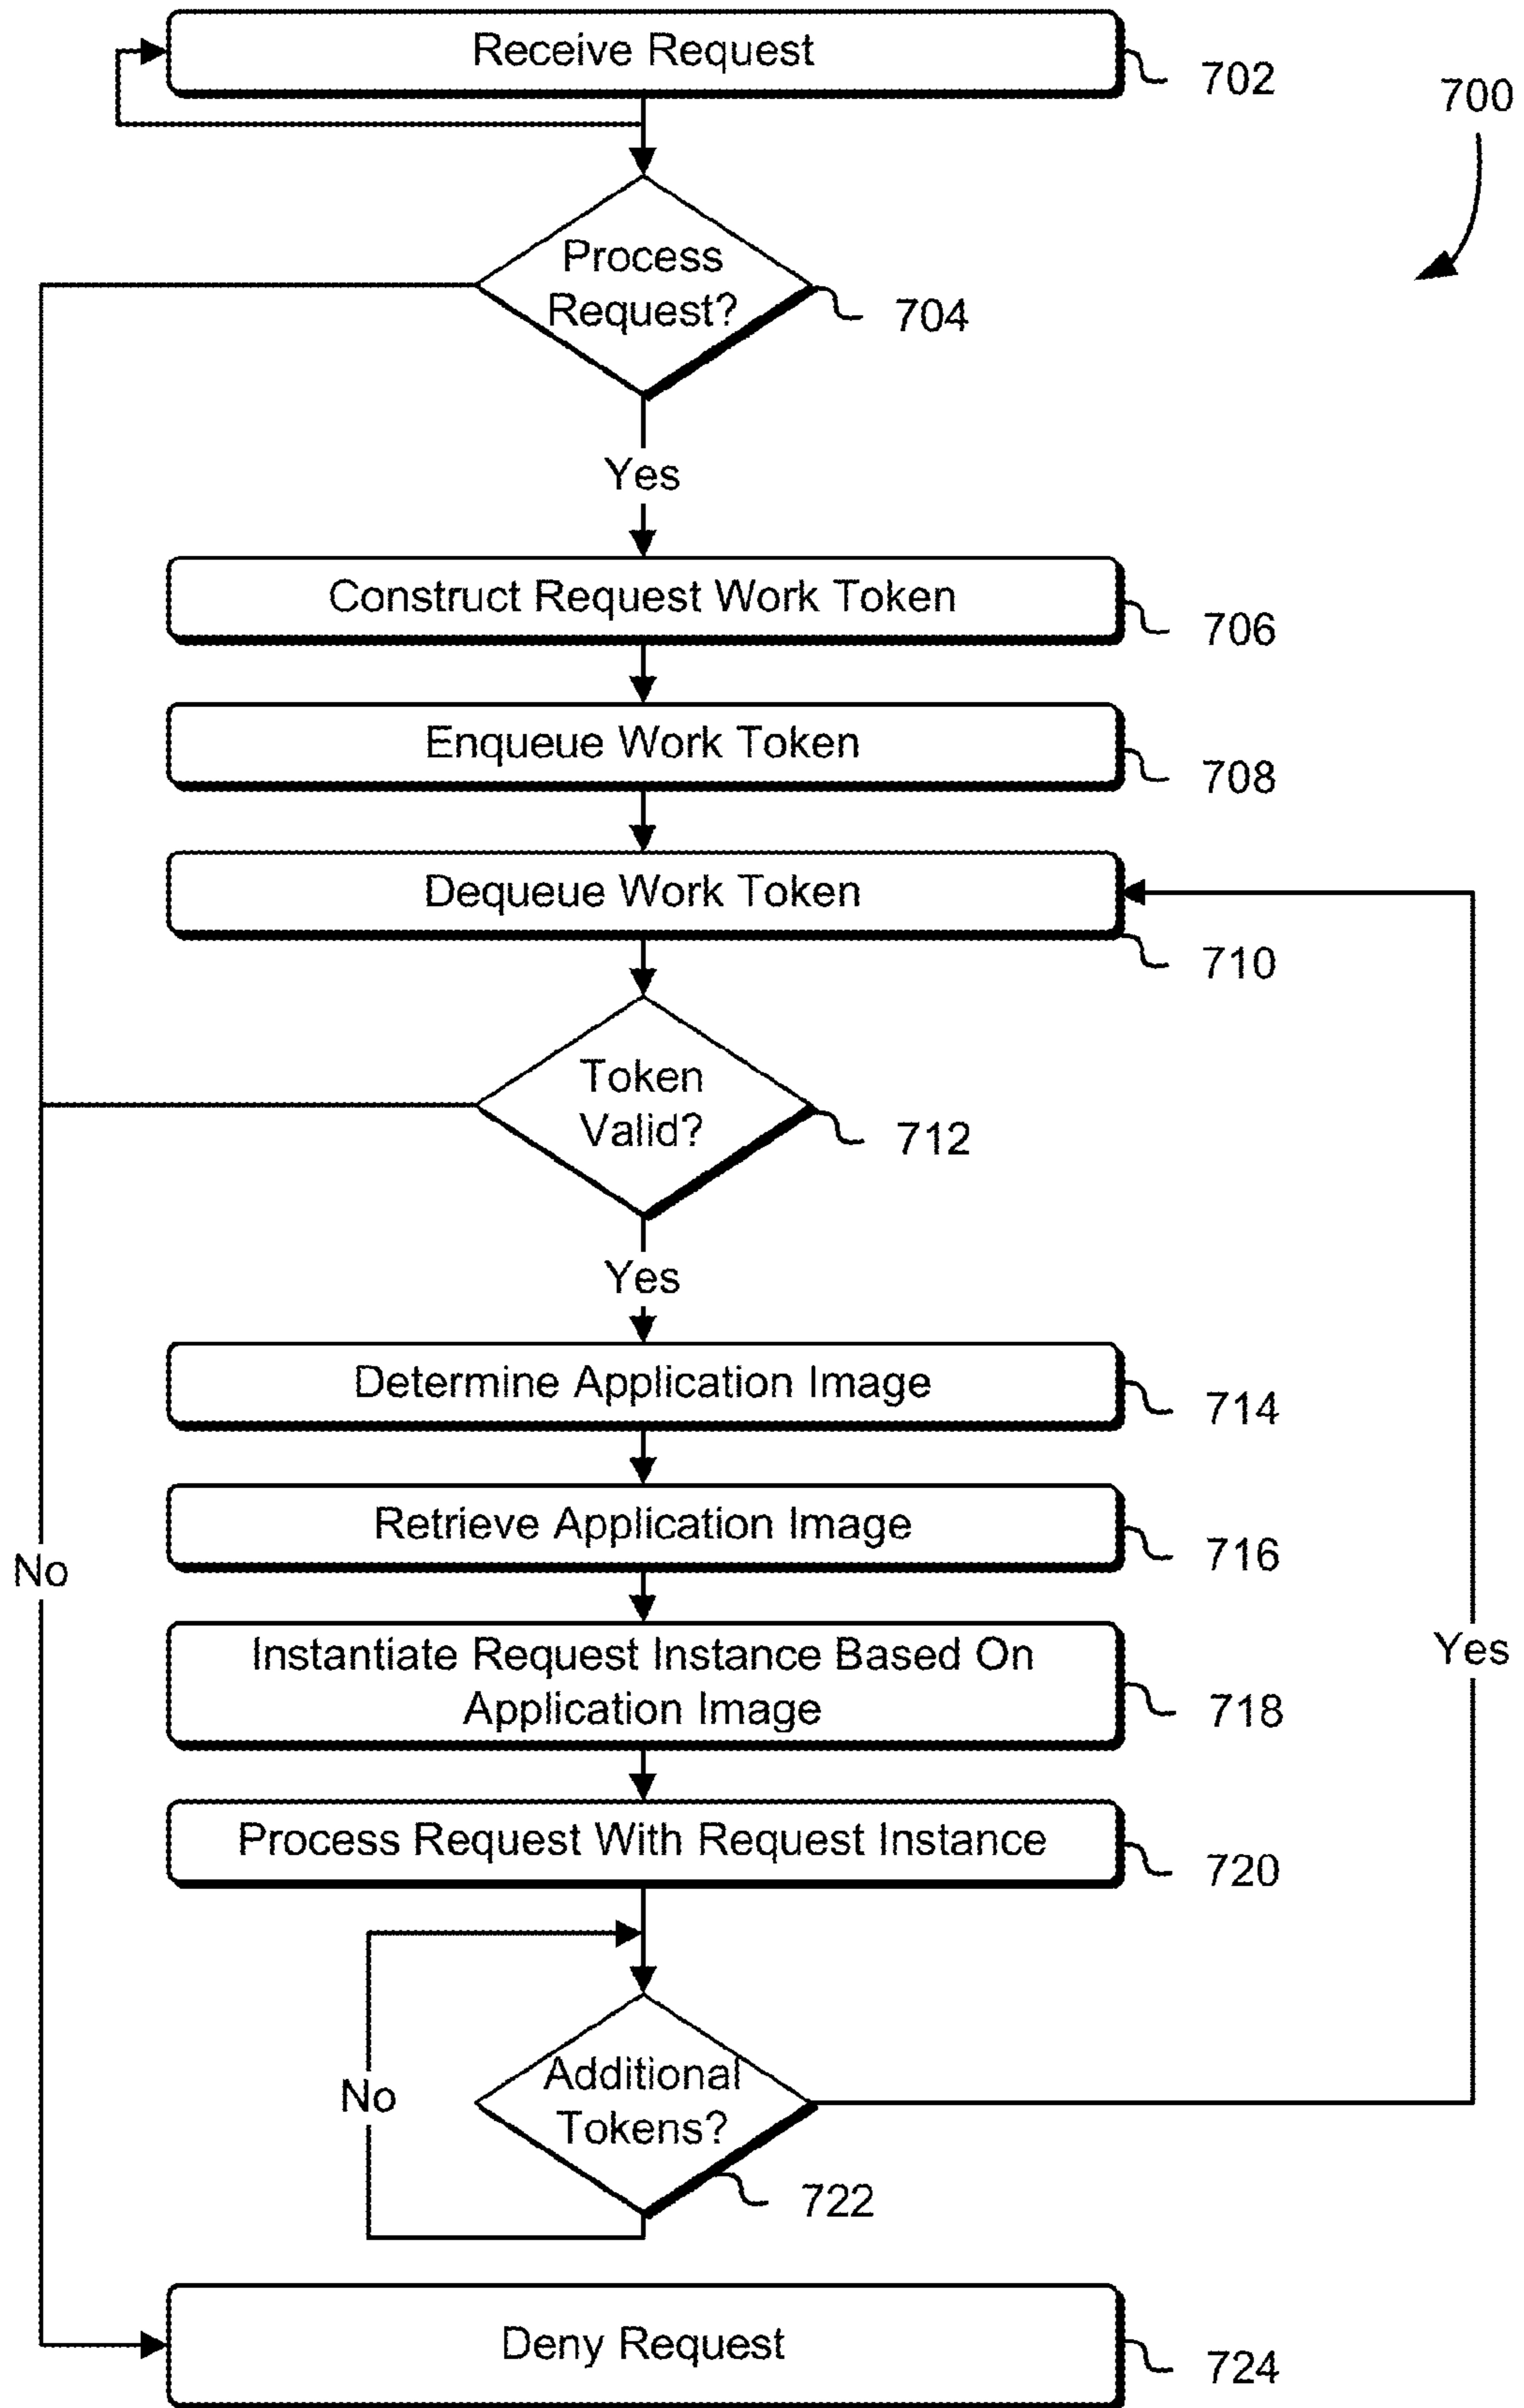 Receive Request
702
700
Process
Request?
704
Yes
Construct Request Work Token
706
Enqueue Work Token
708
Dequeue Work Token
710
Token
Valid?
712
Yes
Determine Application Image
714
Retrieve Application Image
716
No
Instantiate Request Instance Based On
Application Image
718
Yes
Process Request With Request Instance
720
Additional
Tokens?
No
722
Deny Request
724